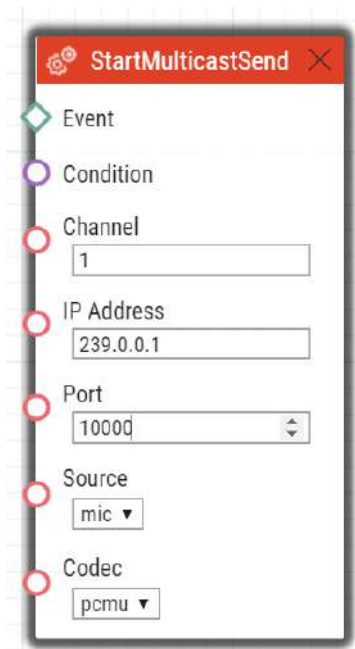 StartMulticastSend
Event
Condition
Channel
1
IP Address
239.0.0.1
Port
10000
Source
mic
Codec
pcmu